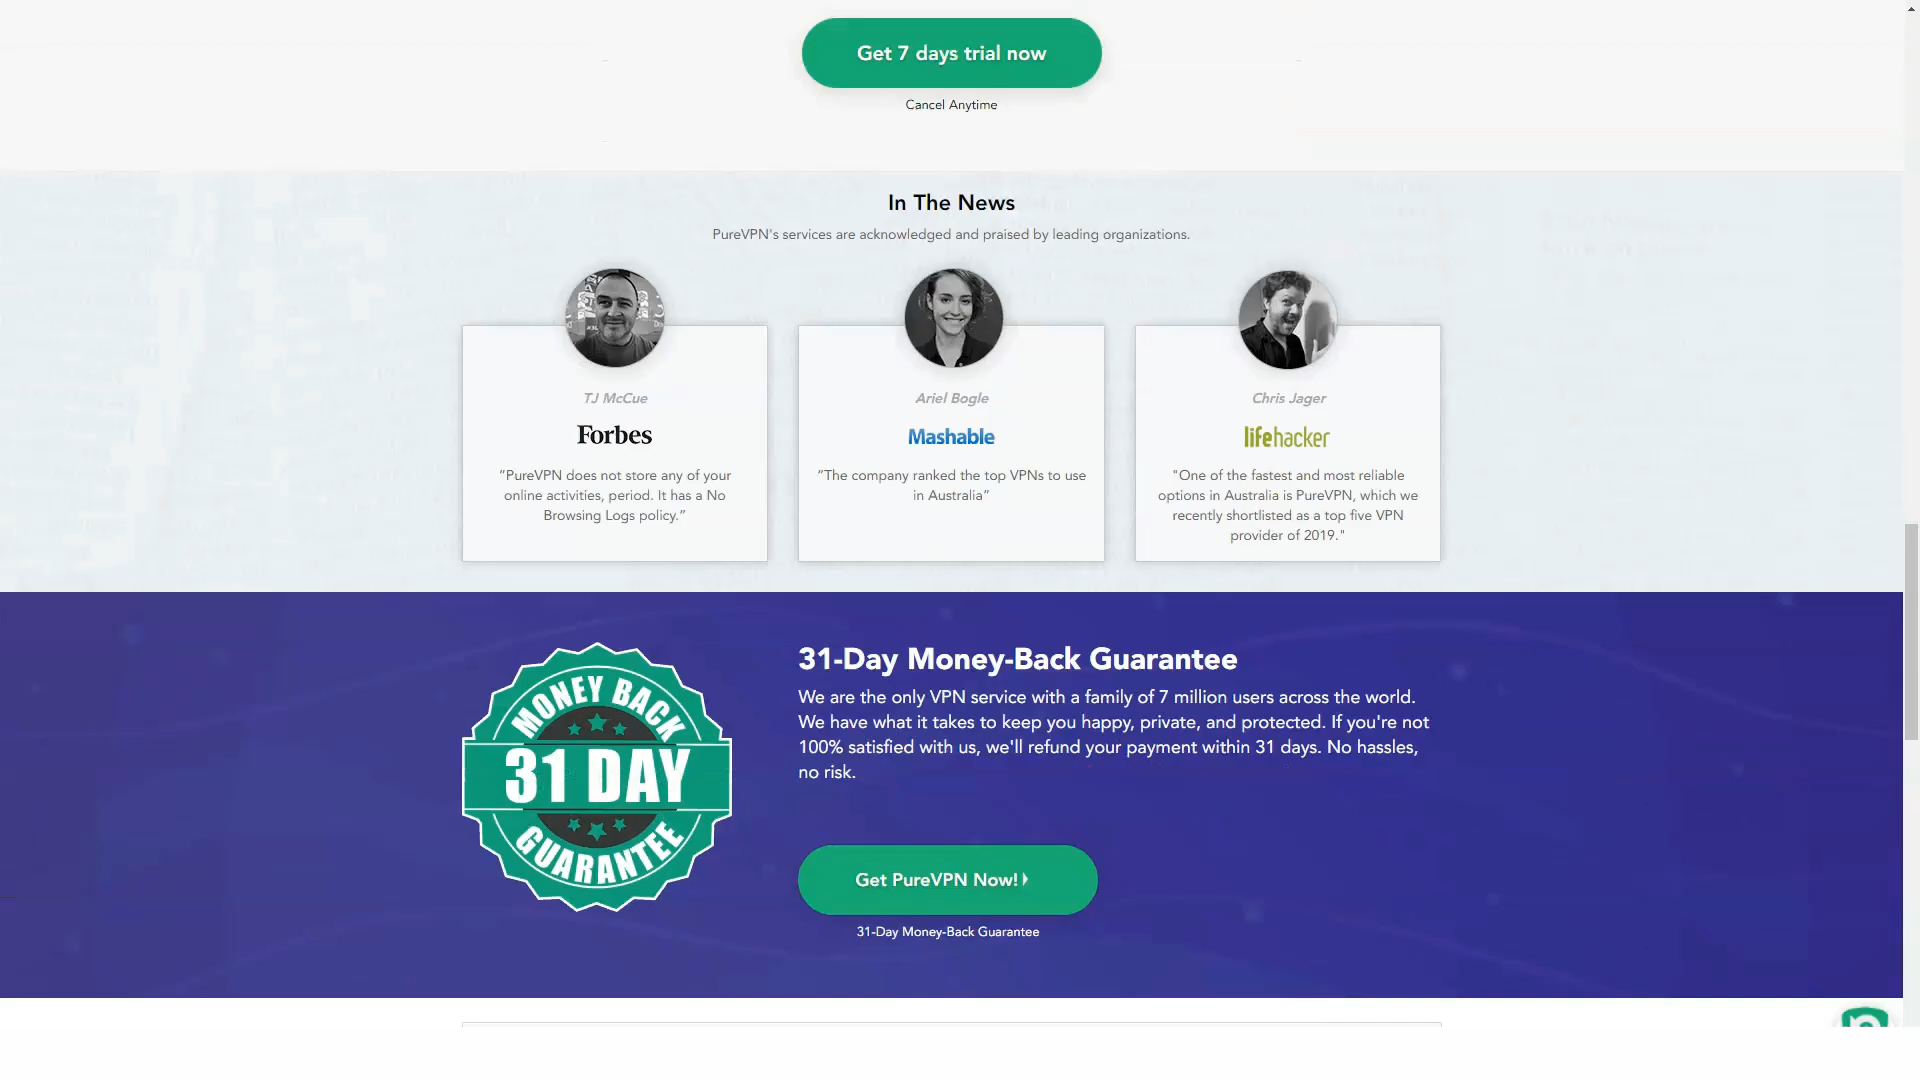 Get 7 days trial now
Cancel Anytime
In The News
PureVPN's services are acknowledged and praised by leading organizations.
TJ McCue
Forbes
“PureVPN does not store any of your
online activities, period. It has a No
Browsing Logs policy.”
Ariel Bogle
Mashable
“The company ranked the top VPNs to use
in Australia”
Chris Jager
lifehacker
"One of the fastest and most reliable
options in Australia is PureVPN, which we
recently shortlisted as a top five VPN
provider of 2019."
MONEY BACK
31 DAY
GUARANTEE
31-Day Money-Back Guarantee
We are the only VPN service with a family of 7 million users across the world.
We have what it takes to keep you happy, private, and protected. If you're not
100% satisfied with us, we'll refund your payment within 31 days. No hassles,
no risk.
Get PureVPN Now!
31-Day Money-Back Guarantee